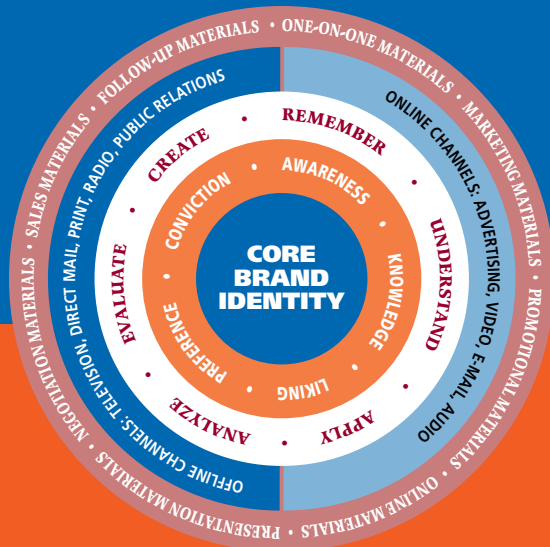 FOLLOW-UP MATERIALS • ONE-ON-ONE MATERIALS • MARKETING MATERIALS • PROMOTIONAL MATERIALS • ONLINE MATERIALS • PRESENTATION MATERIALS • NEGOTIATION MATERIALS • SALES MATERIALS •
OFFLINE CHANNELS: TELEVISION, DIRECT MAIL, PRINT, RADIO, PUBLIC RELATIONS
ONLINE CHANNELS: ADVERTISING, VIDEO, E-MAIL, AUDIO
REMEMBER • UNDERSTAND • APPLY • ANALYZE • EVALUATE • CREATE •
AWARENESS • KNOWLEDGE • LIKING • PREFERENCE • CONVICTION •
CORE
BRAND
IDENTITY